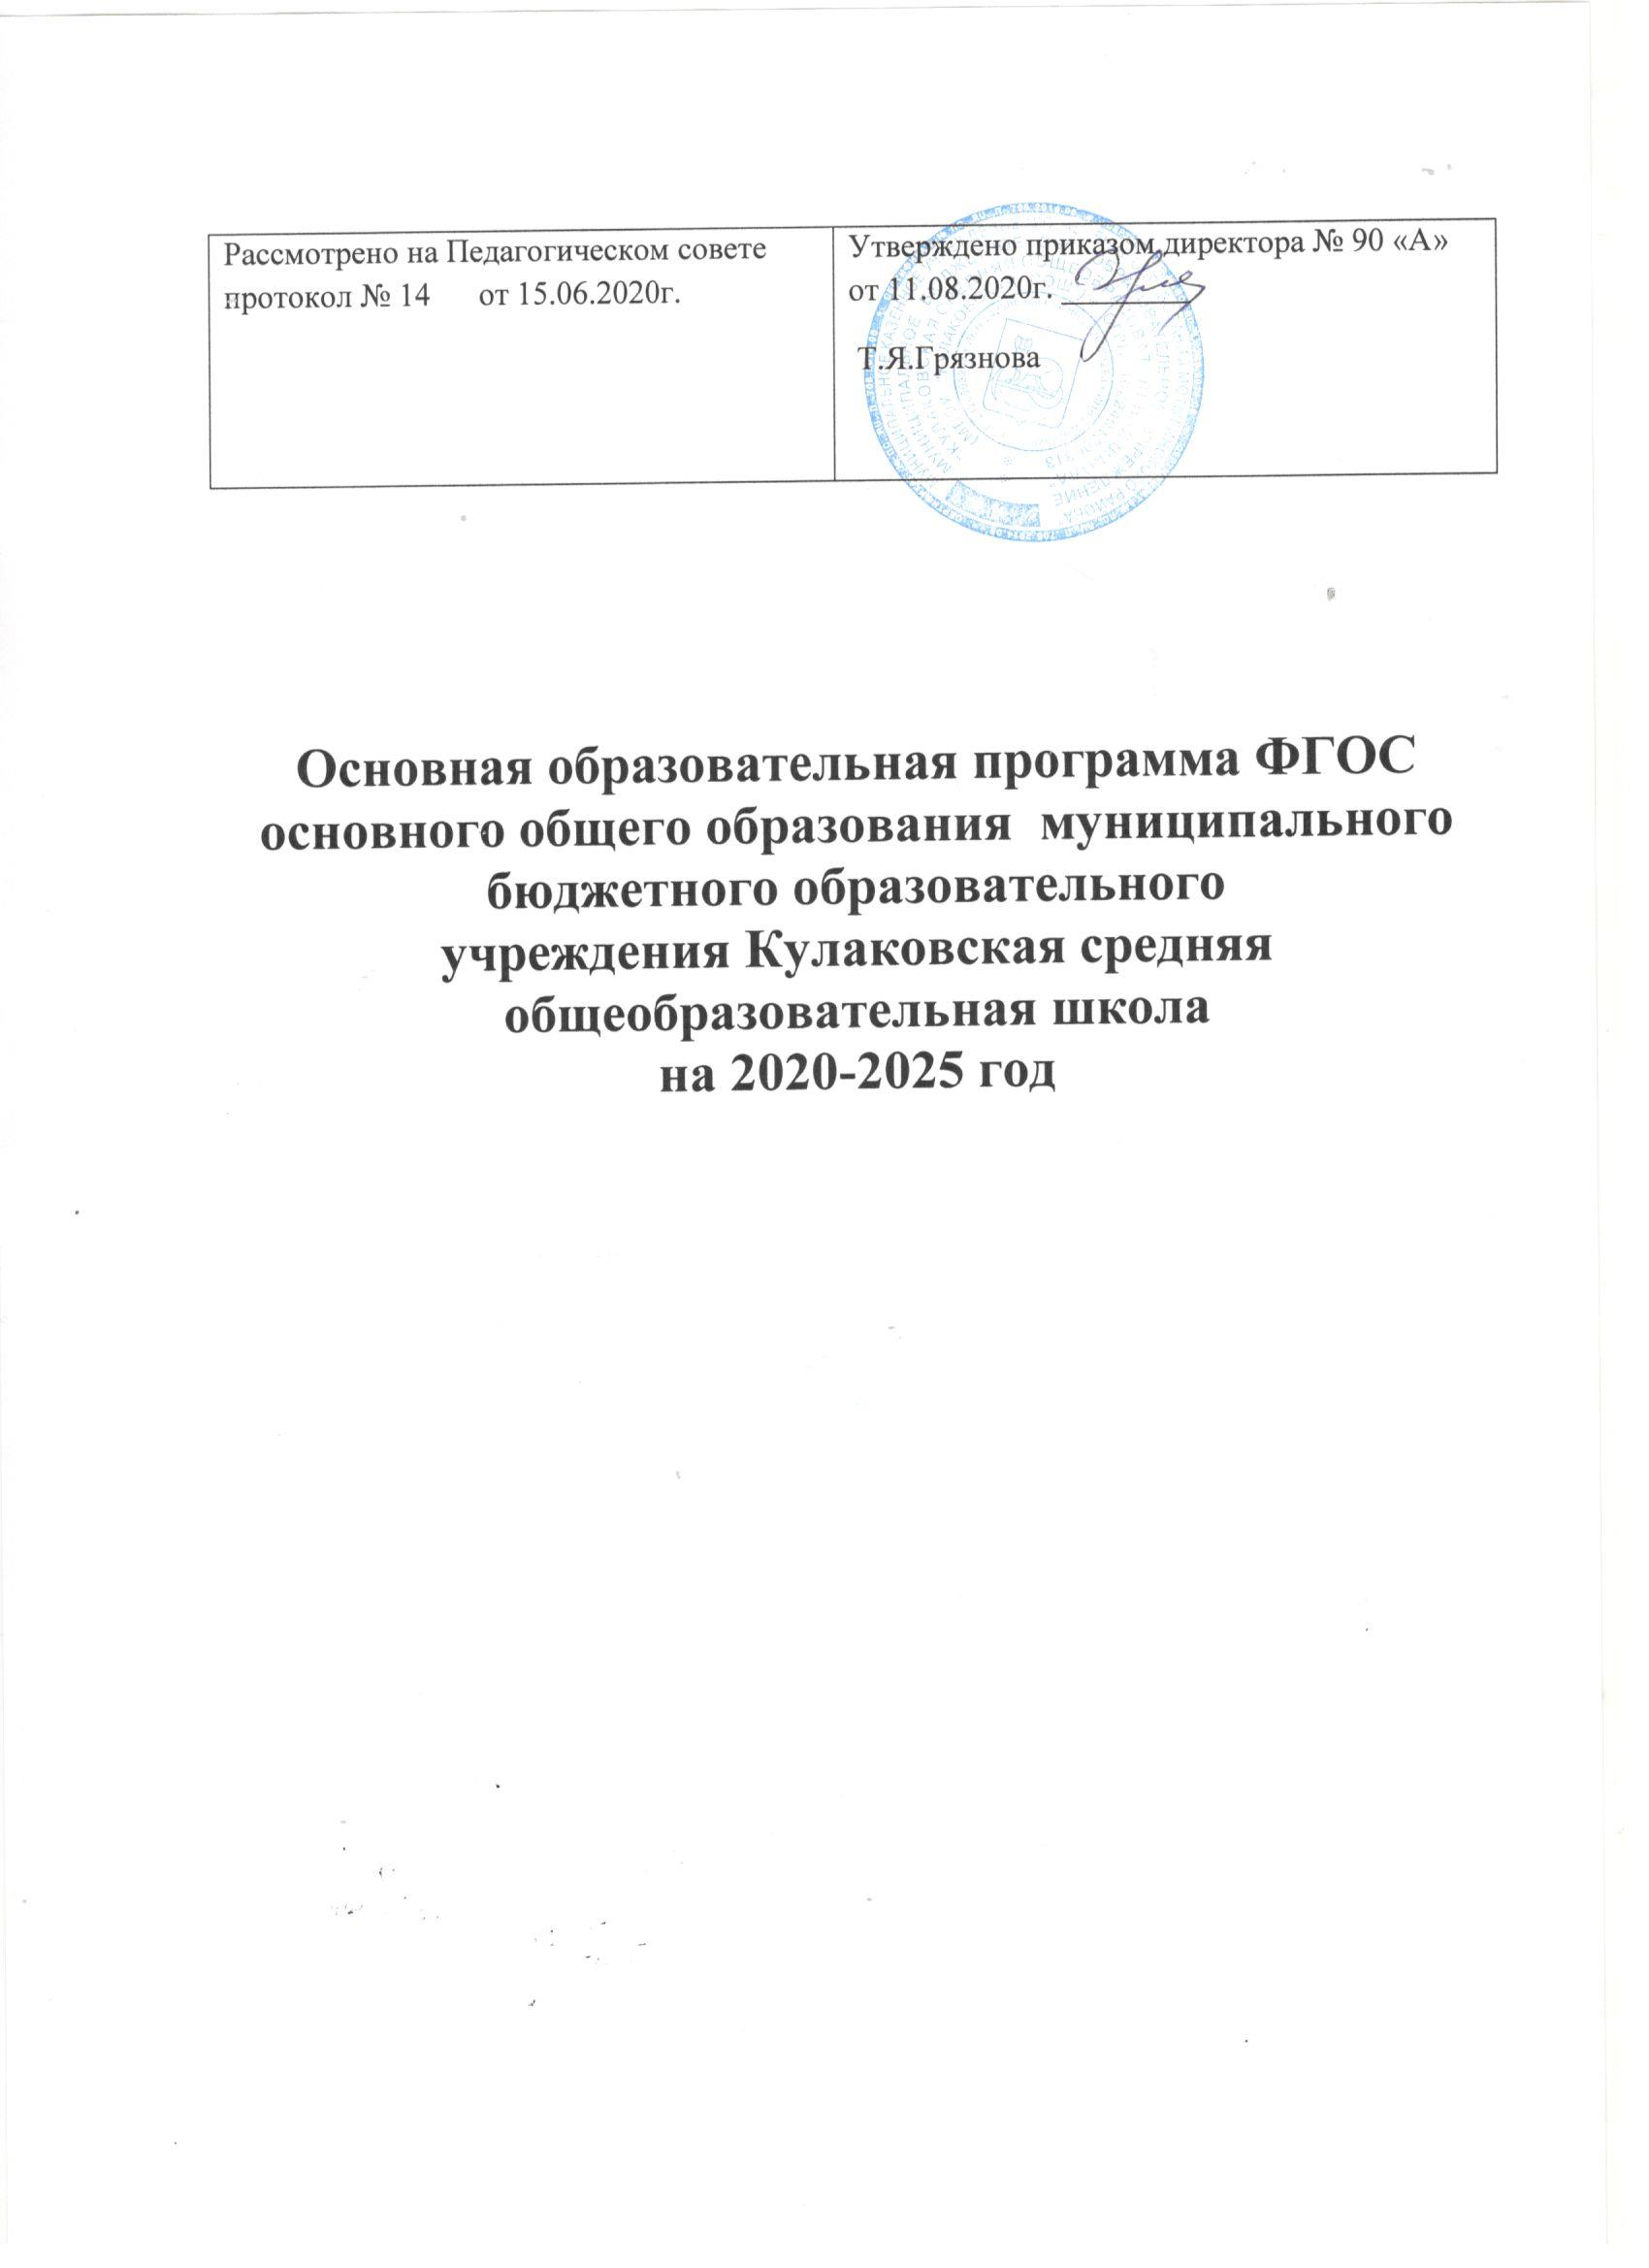 Рассмотрено на Педагогическом совете
протокол № 14 от 15.06.2020г.
Утверждено приказом директора № 90 «А»
от 11.08.2020г. ________
Т.Я.Грязнова
Основная образовательная программа ФГОС
основного общего образования муниципального
бюджетного образовательного
учреждения Кулаковская средняя
общеобразовательная школа
на 2020-2025 год